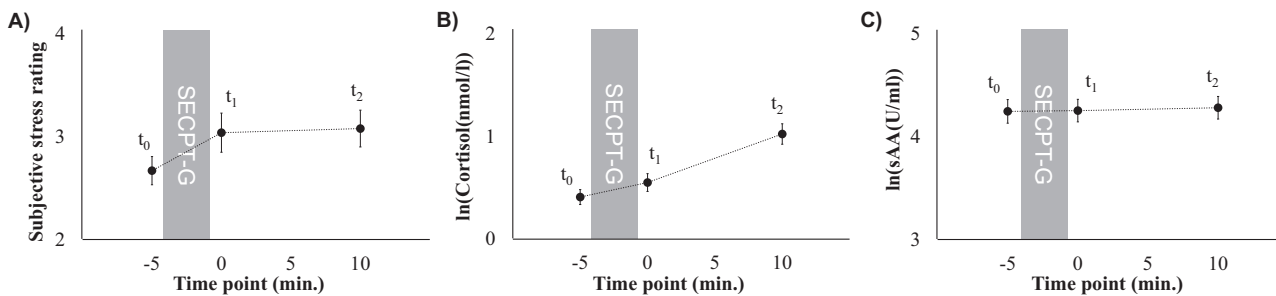 A)
Subjective stress rating
4
3
2
SECPT-G
t0
t1
t2
-5 0 5 10
Time point (min.)
B)
ln(Cortisol(nmol/l))
2
1
0
SECPT-G
t0
t1
t2
-5 0 5 10
Time point (min.)
C)
ln(sAA(U/ml))
5
4
3
SECPT-G
t0
t1
t2
-5 0 5 10
Time point (min.)